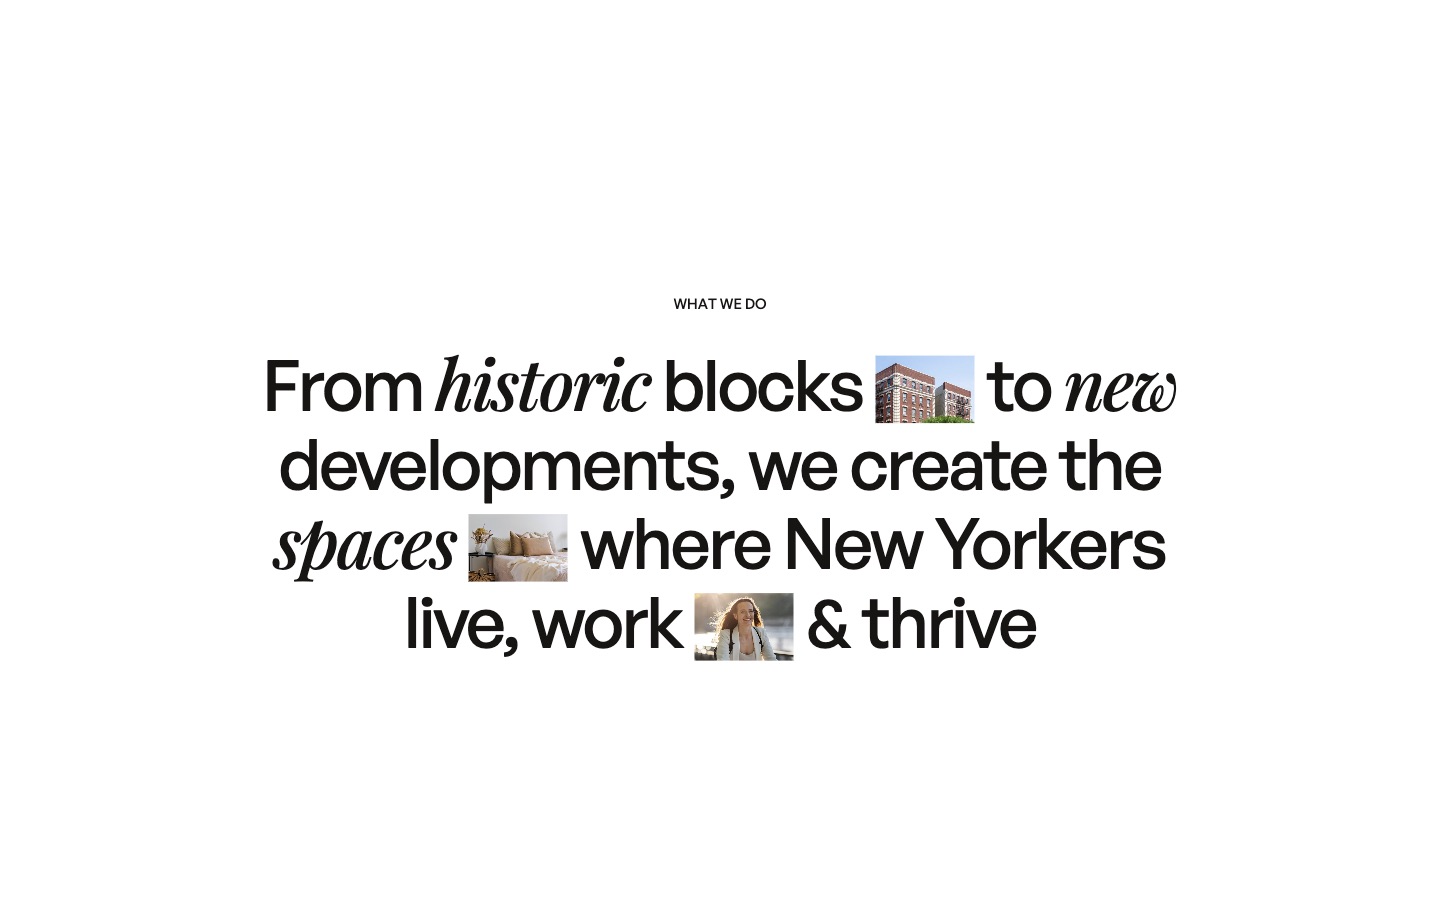 WHAT WE DO
From historic blocks to new
developments, we create the
spaces where New Yorkers
live, work & thrive